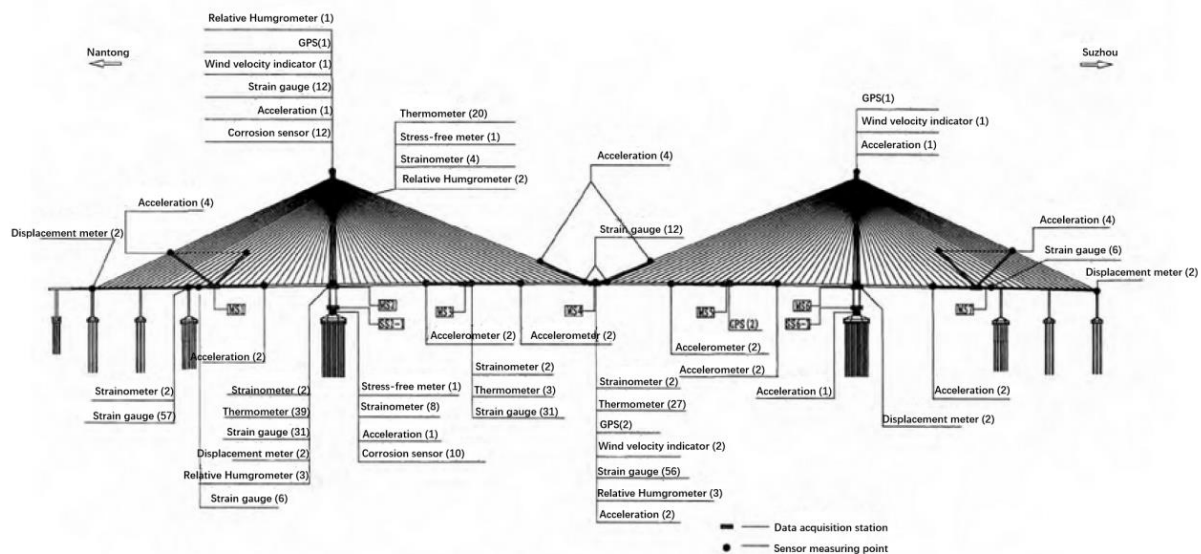 Relative Humgrometer (1)
GPS(1)
Wind velocity indicator (1)
Strain gauge (12)
Acceleration (1)
Corrosion sensor (12)
Nantong
Suzhou
Thermometer (20)
Stress-free meter (1)
Strainometer (4)
Relative Humgrometer (2)
Acceleration (4)
GPS(1)
Wind velocity indicator (1)
Acceleration (1)
Acceleration (4)
Displacement meter (2)
Strain gauge (12)
Acceleration (4)
Strain gauge (6)
Displacement meter (2)
WS1
WS2
WS3
WS4
WS5
WS6
WS7
Accelerometer (2)
Accelerometer (2)
Accelerometer (2)
Accelerometer (2)
Acceleration (2)
Strainometer (2)
Strain gauge (57)
Strainometer (2)
Thermometer (39)
Strain gauge (31)
Displacement meter (2)
Relative Humgrometer (3)
Strain gauge (6)
Stress-free meter (1)
Strainometer (8)
Acceleration (1)
Corrosion sensor (10)
Strainometer (2)
Thermometer (3)
Strain gauge (31)
Strainometer (2)
Thermometer (27)
GPS(2)
Wind velocity indicator (2)
Strain gauge (56)
Relative Humgrometer (3)
Acceleration (2)
Acceleration (1)
Acceleration (2)
Displacement meter (2)
Data acquisition station
Sensor measuring point